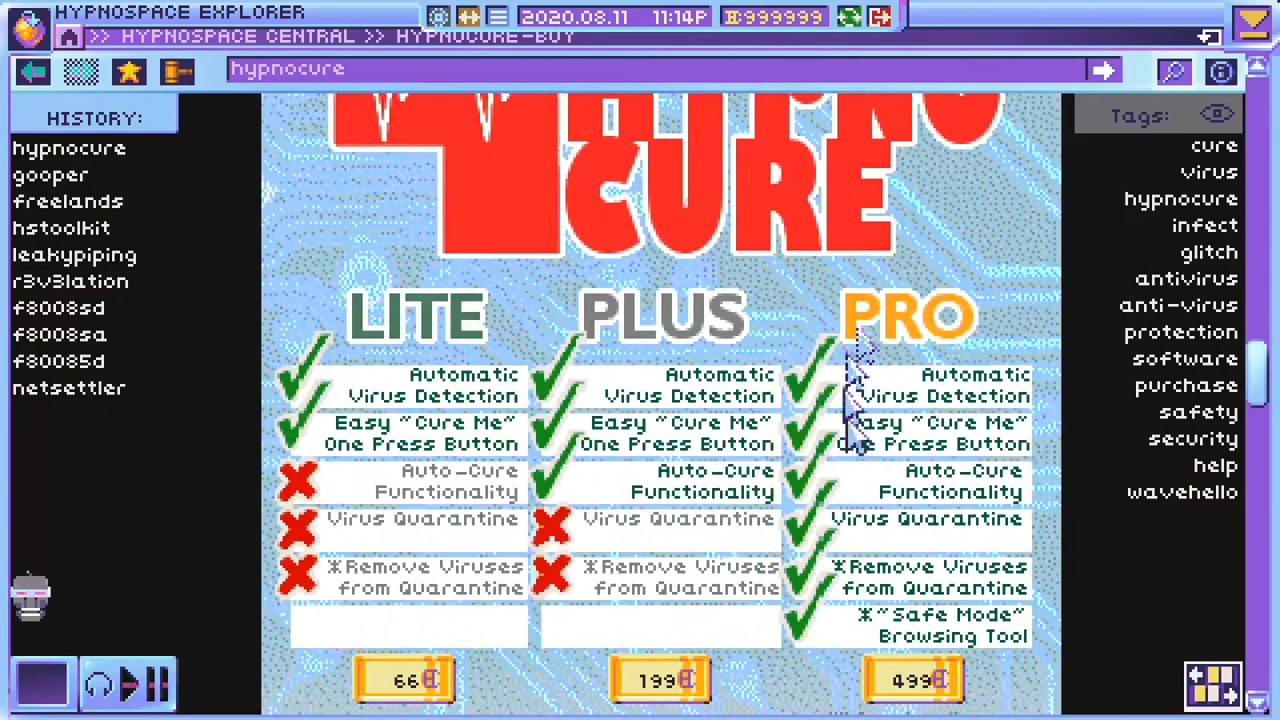 HYPNOSPACE EXPLORER
2020.08.11 11:14P
999999
>> HYPNOSPACE CENTRAL >> HYPNOCURE-BUY
hypnocure
HISTORY:
hypnocure
gooper
freelands
hstoolkit
leakypiping
r3v3lation
f8008sd
f8008sa
f80085d
netsettler
CURE
LITE
Automatic
Virus Detection
Easy "Cure Me"
One Press Button
Auto-Cure
Functionality
Virus Quarantine
*Remove Viruses
from Quarantine
66
PLUS
Automatic
Virus Detection
Easy "Cure Me"
One Press Button
Auto-Cure
Functionality
Virus Quarantine
*Remove Viruses
from Quarantine
199
PRO
Automatic
Virus Detection
Easy "Cure Me"
One Press Button
Auto-Cure
Functionality
Virus Quarantine
*Remove Viruses
from Quarantine
*"Safe Mode"
Browsing Tool
499
Tags:
cure
virus
hypnocure
infect
glitch
antivirus
anti-virus
protection
software
purchase
safety
security
help
wavehello